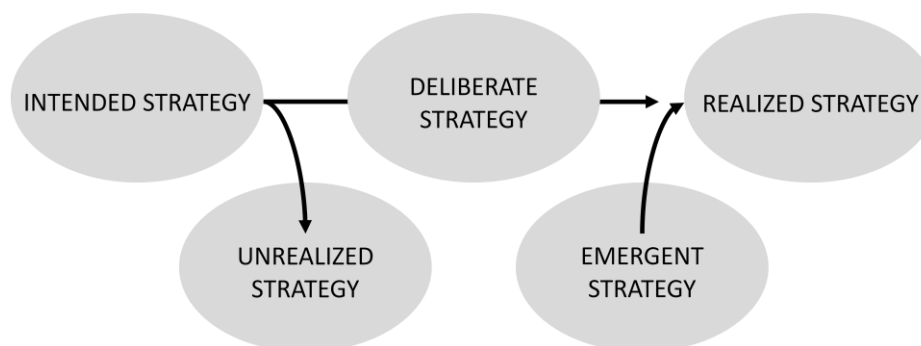 INTENDED STRATEGY
DELIBERATE
STRATEGY
REALIZED STRATEGY
UNREALIZED
STRATEGY
EMERGENT
STRATEGY